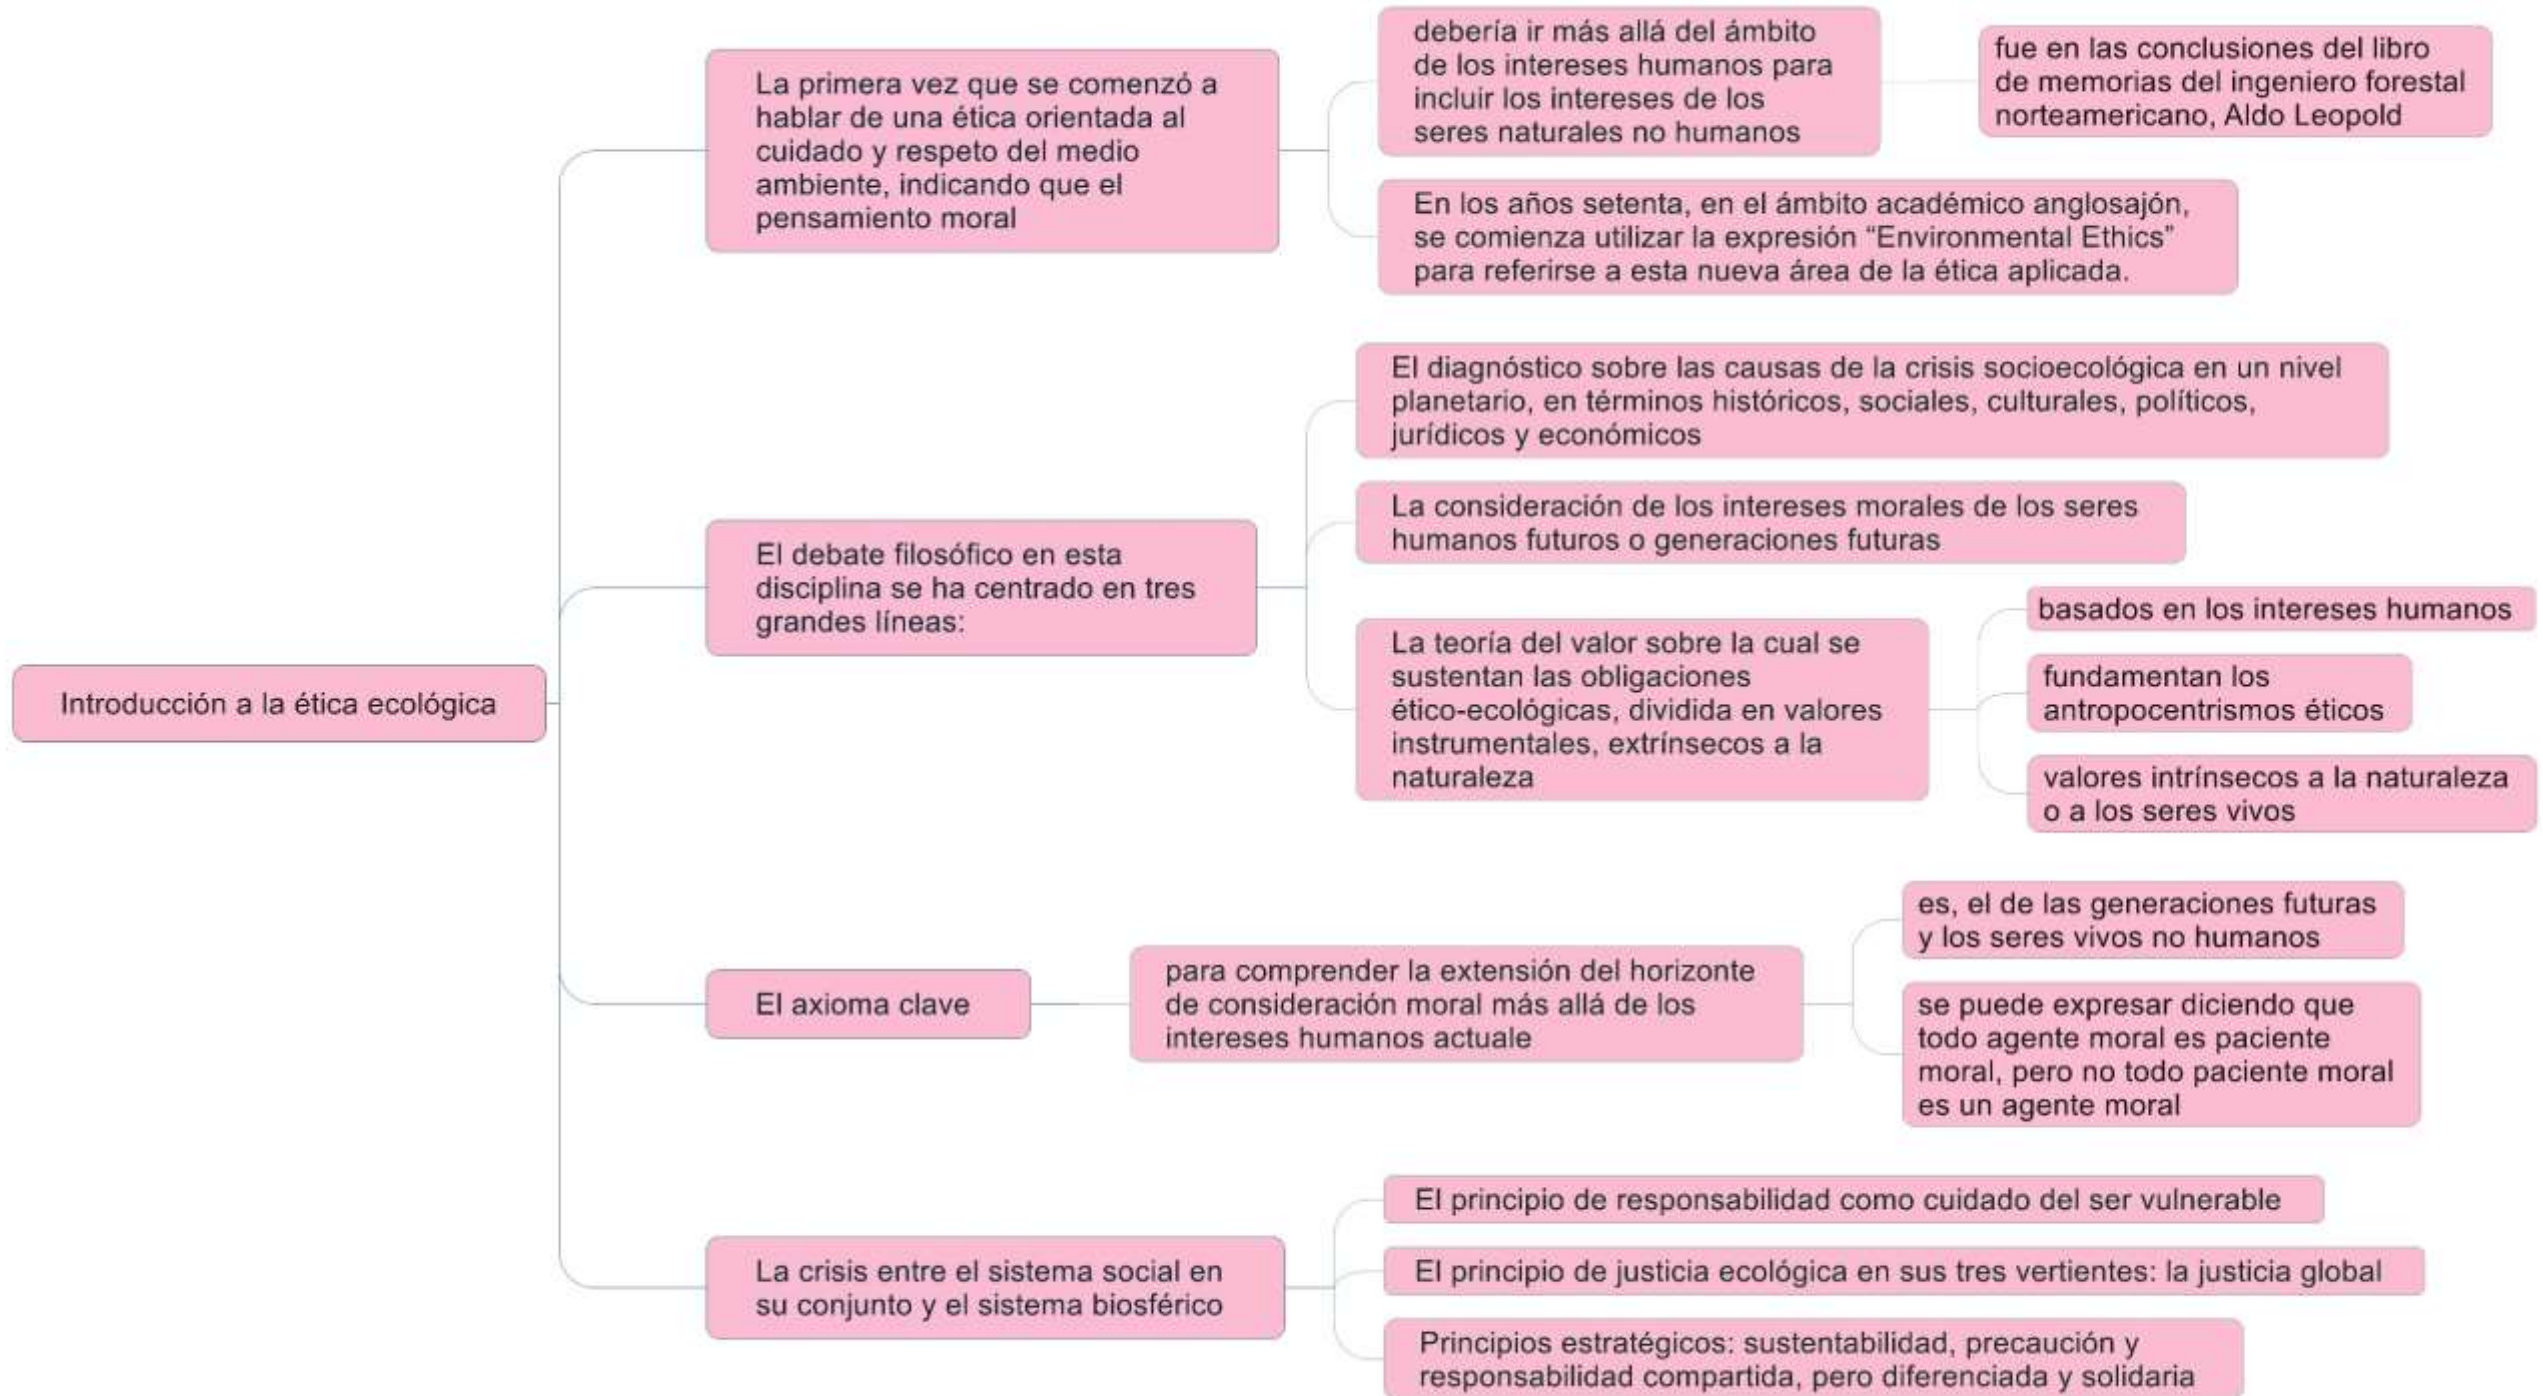 Introducción a la ética ecológica
La primera vez que se comenzó a
hablar de una ética orientada al
cuidado y respeto del medio
ambiente, indicando que el
pensamiento moral
debería ir más allá del ámbito
de los intereses humanos para
incluir los intereses de los
seres naturales no humanos
fue en las conclusiones del libro
de memorias del ingeniero forestal
norteamericano, Aldo Leopold
En los años setenta, en el ámbito académico anglosajón,
se comienza utilizar la expresión “Environmental Ethics”
para referirse a esta nueva área de la ética aplicada.
El debate filosófico en esta
disciplina se ha centrado en tres
grandes líneas:
El diagnóstico sobre las causas de la crisis socioecológica en un nivel
planetario, en términos históricos, sociales, culturales, políticos,
jurídicos y económicos
La consideración de los intereses morales de los seres
humanos futuros o generaciones futuras
La teoría del valor sobre la cual se
sustentan las obligaciones
ético-ecológicas, dividida en valores
instrumentales, extrínsecos a la
naturaleza
basados en los intereses humanos
fundamentan los
antropocentrismos éticos
valores intrínsecos a la naturaleza
o a los seres vivos
El axioma clave
para comprender la extensión del horizonte
de consideración moral más allá de los
intereses humanos actuale
es, el de las generaciones futuras
y los seres vivos no humanos
se puede expresar diciendo que
todo agente moral es paciente
moral, pero no todo paciente moral
es un agente moral
La crisis entre el sistema social en
su conjunto y el sistema biosférico
El principio de responsabilidad como cuidado del ser vulnerable
El principio de justicia ecológica en sus tres vertientes: la justicia global
Principios estratégicos: sustentabilidad, precaución y
responsabilidad compartida, pero diferenciada y solidaria